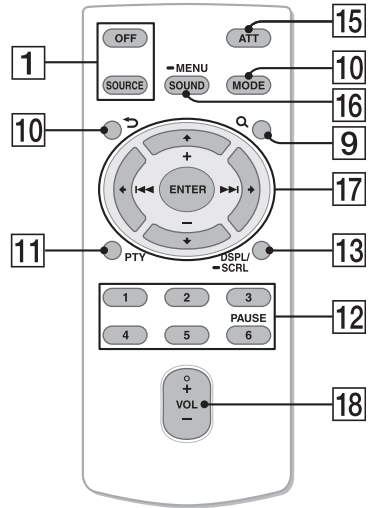 OFF
ATT
15
1
– MENU
10
SOURCE
SOUND
MODE
16
10
9
+
ENTER
17
–
11
PTY
DSPL/
– SCRL
13
1
2
3
12
PAUSE
4
5
6
+
VOL
18
–